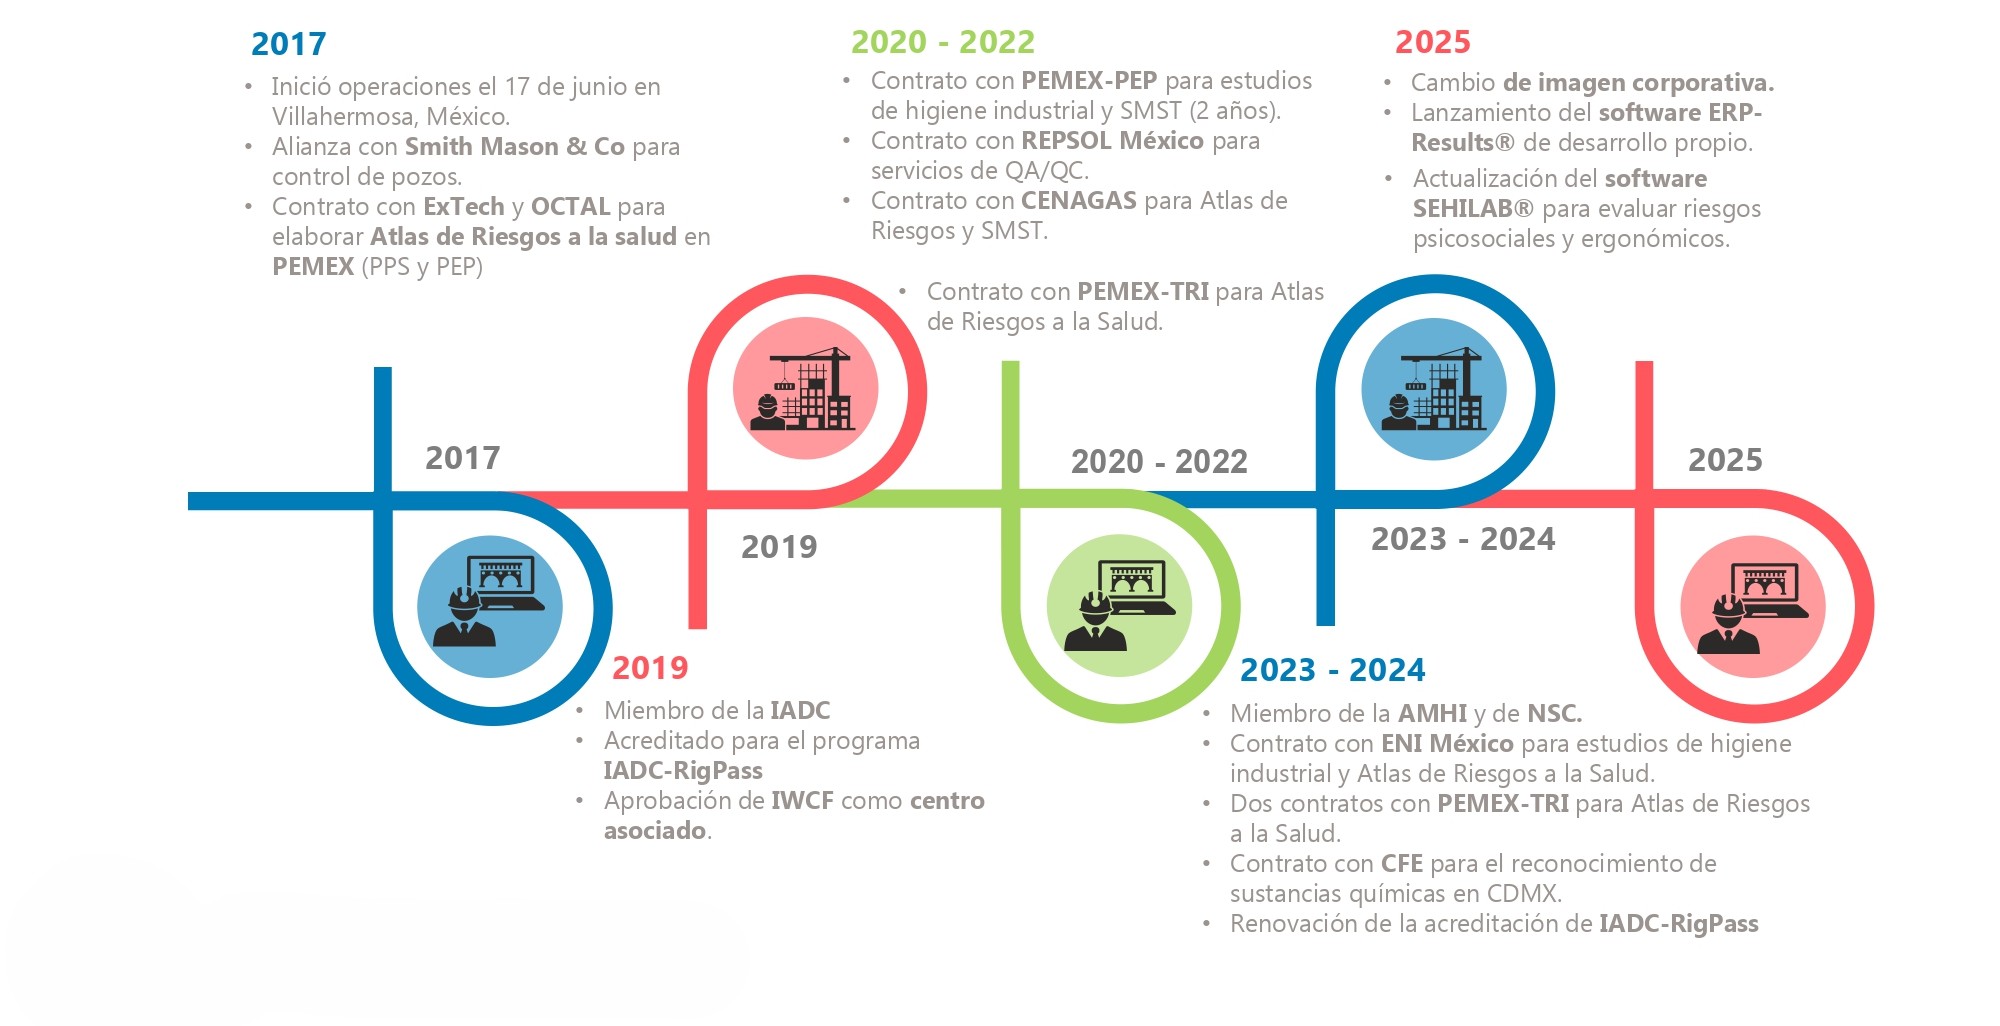 2017
• Inició operaciones el 17 de junio en
Villahermosa, México.
• Alianza con Smith Mason & Co para
control de pozos.
• Contrato con ExTech y OCTAL para
elaborar Atlas de Riesgos a la salud en
PEMEX (PPS y PEP)
2020 - 2022
• Contrato con PEMEX-PEP para estudios
de higiene industrial y SMST (2 años).
• Contrato con REPSOL México para
servicios de QA/QC.
• Contrato con CENAGAS para Atlas de
Riesgos y SMST.
• Contrato con PEMEX-TRI para Atlas
de Riesgos a la Salud.
2025
• Cambio de imagen corporativa.
• Lanzamiento del software ERP-
Results® de desarrollo propio.
• Actualización del software
SEHILAB® para evaluar riesgos
psicosociales y ergonómicos.
2017
2019
2020 - 2022
2023 - 2024
2025
2019
• Miembro de la IADC
• Acreditado para el programa
IADC-RigPass
• Aprobación de IWCF como centro
asociado.
2023 - 2024
• Miembro de la AMHI y de NSC.
• Contrato con ENI México para estudios de higiene
industrial y Atlas de Riesgos a la Salud.
• Dos contratos con PEMEX-TRI para Atlas de Riesgos
a la Salud.
• Contrato con CFE para el reconocimiento de
sustancias químicas en CDMX.
• Renovación de la acreditación de IADC-RigPass